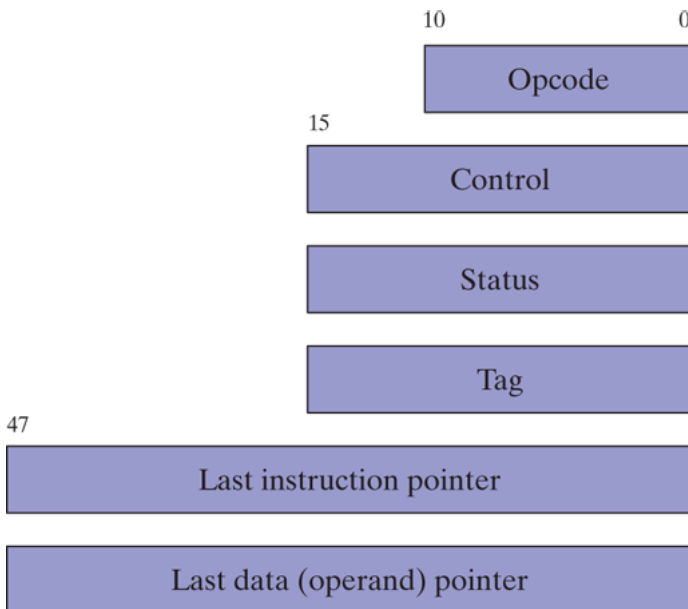 10 0
Opcode
15
Control
Status
Tag
47
Last instruction pointer
Last data (operand) pointer